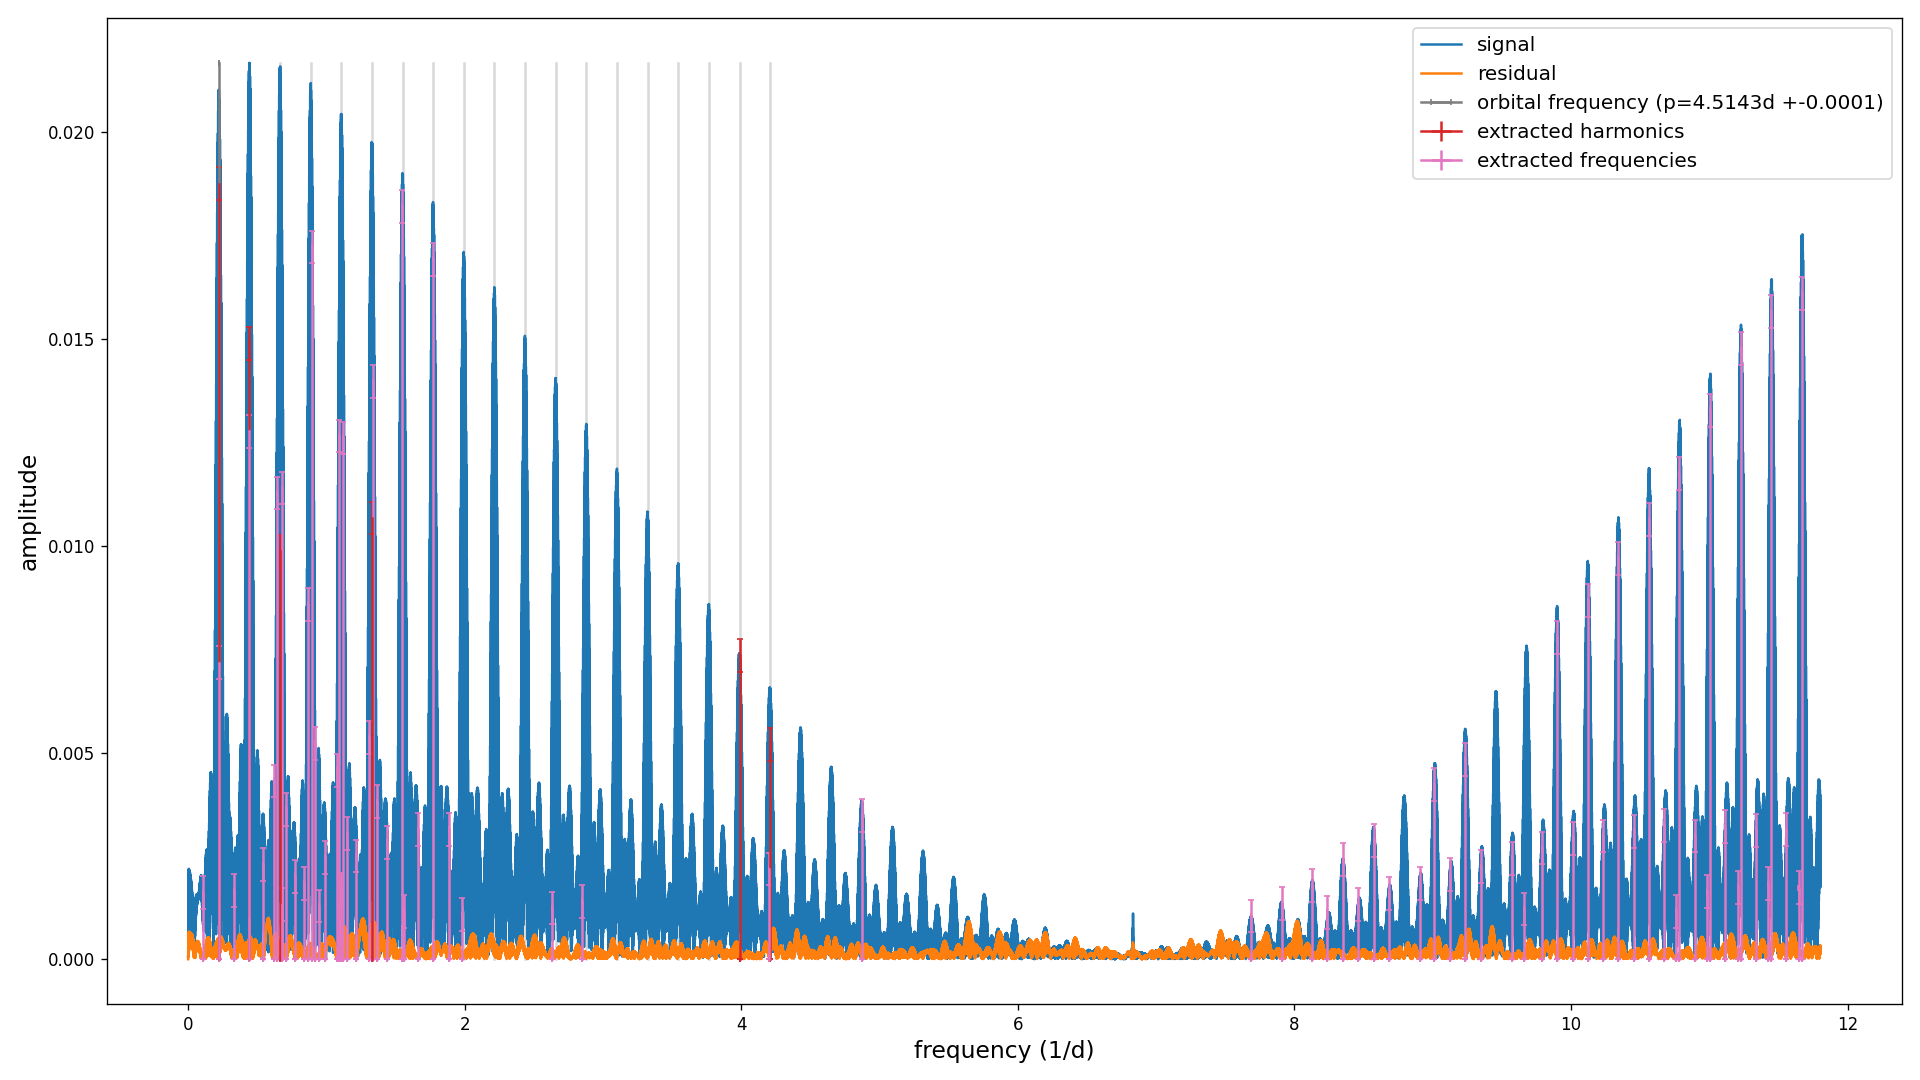 signal
residual
orbital frequency (p=4.5143d +-0.0001)
extracted harmonics
extracted frequencies
amplitude
0.020
0.015
0.010
0.005
0.000
0 2 4 6 8 10 12
frequency (1/d)